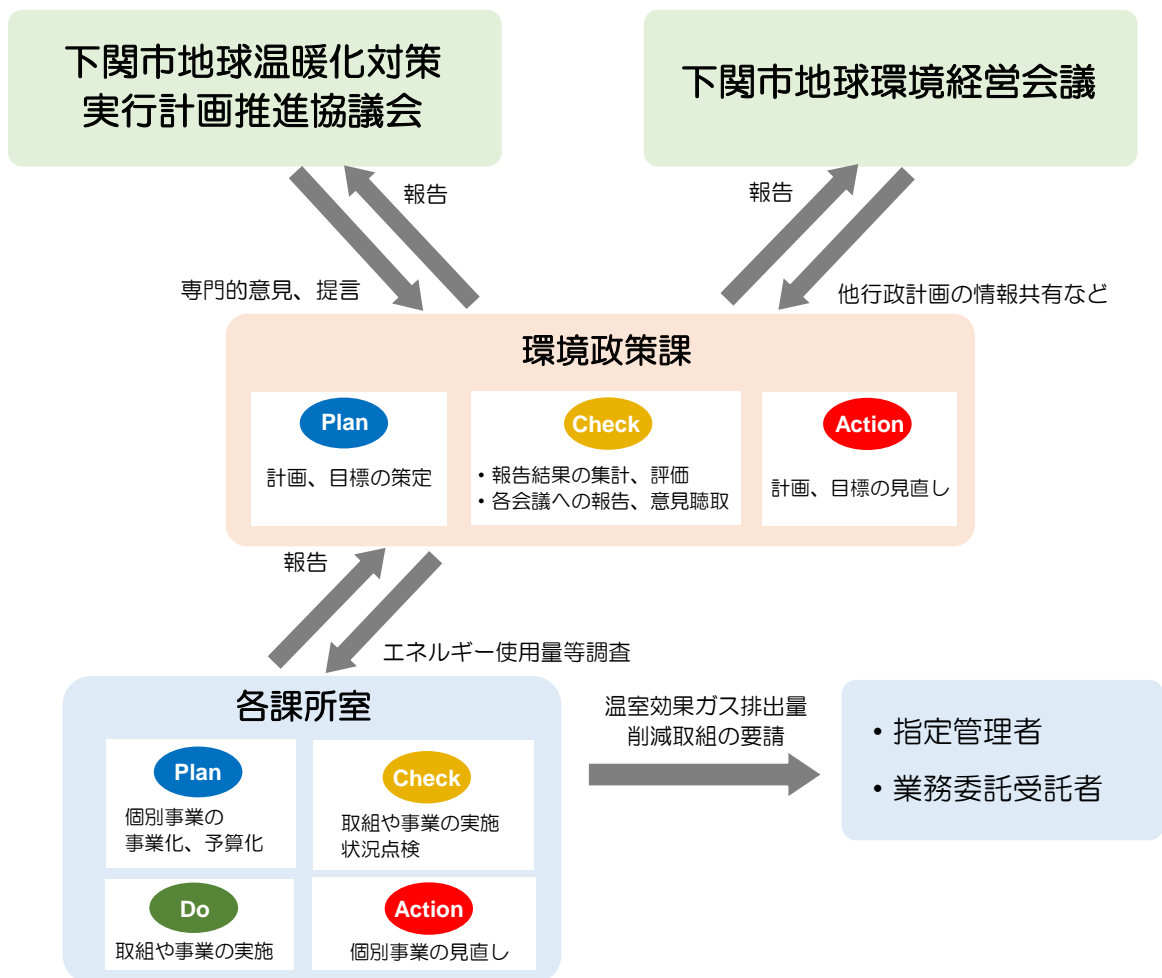 下関市地球温暖化対策
実行計画推進協議会
下関市地球環境経営会議
報告
報告
専門的意見、提言
他行政計画の情報共有など
環境政策課
Plan
計画、目標の策定
Check
・報告結果の集計、評価
・各会議への報告、意見聴取
Action
計画、目標の見直し
報告
エネルギー使用量等調査
各課所室
Plan
個別事業の
事業化、予算化
Check
取組や事業の実施
状況点検
Do
取組や事業の実施
Action
個別事業の見直し
温室効果ガス排出量
削減取組の要請
・指定管理者
・業務委託受託者